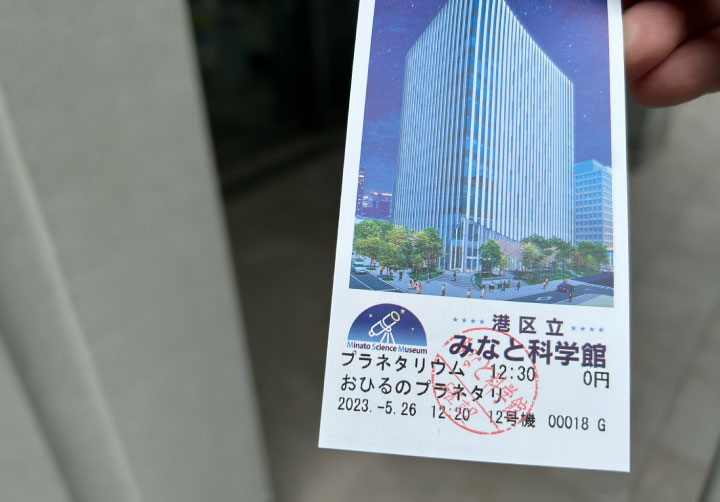 港区立
みなと科学館
Minato Science Museum
プラネタリウム 12:30 0円
おひるのプラネタリ
2023.-5.26 12:20 12号機 00018 G